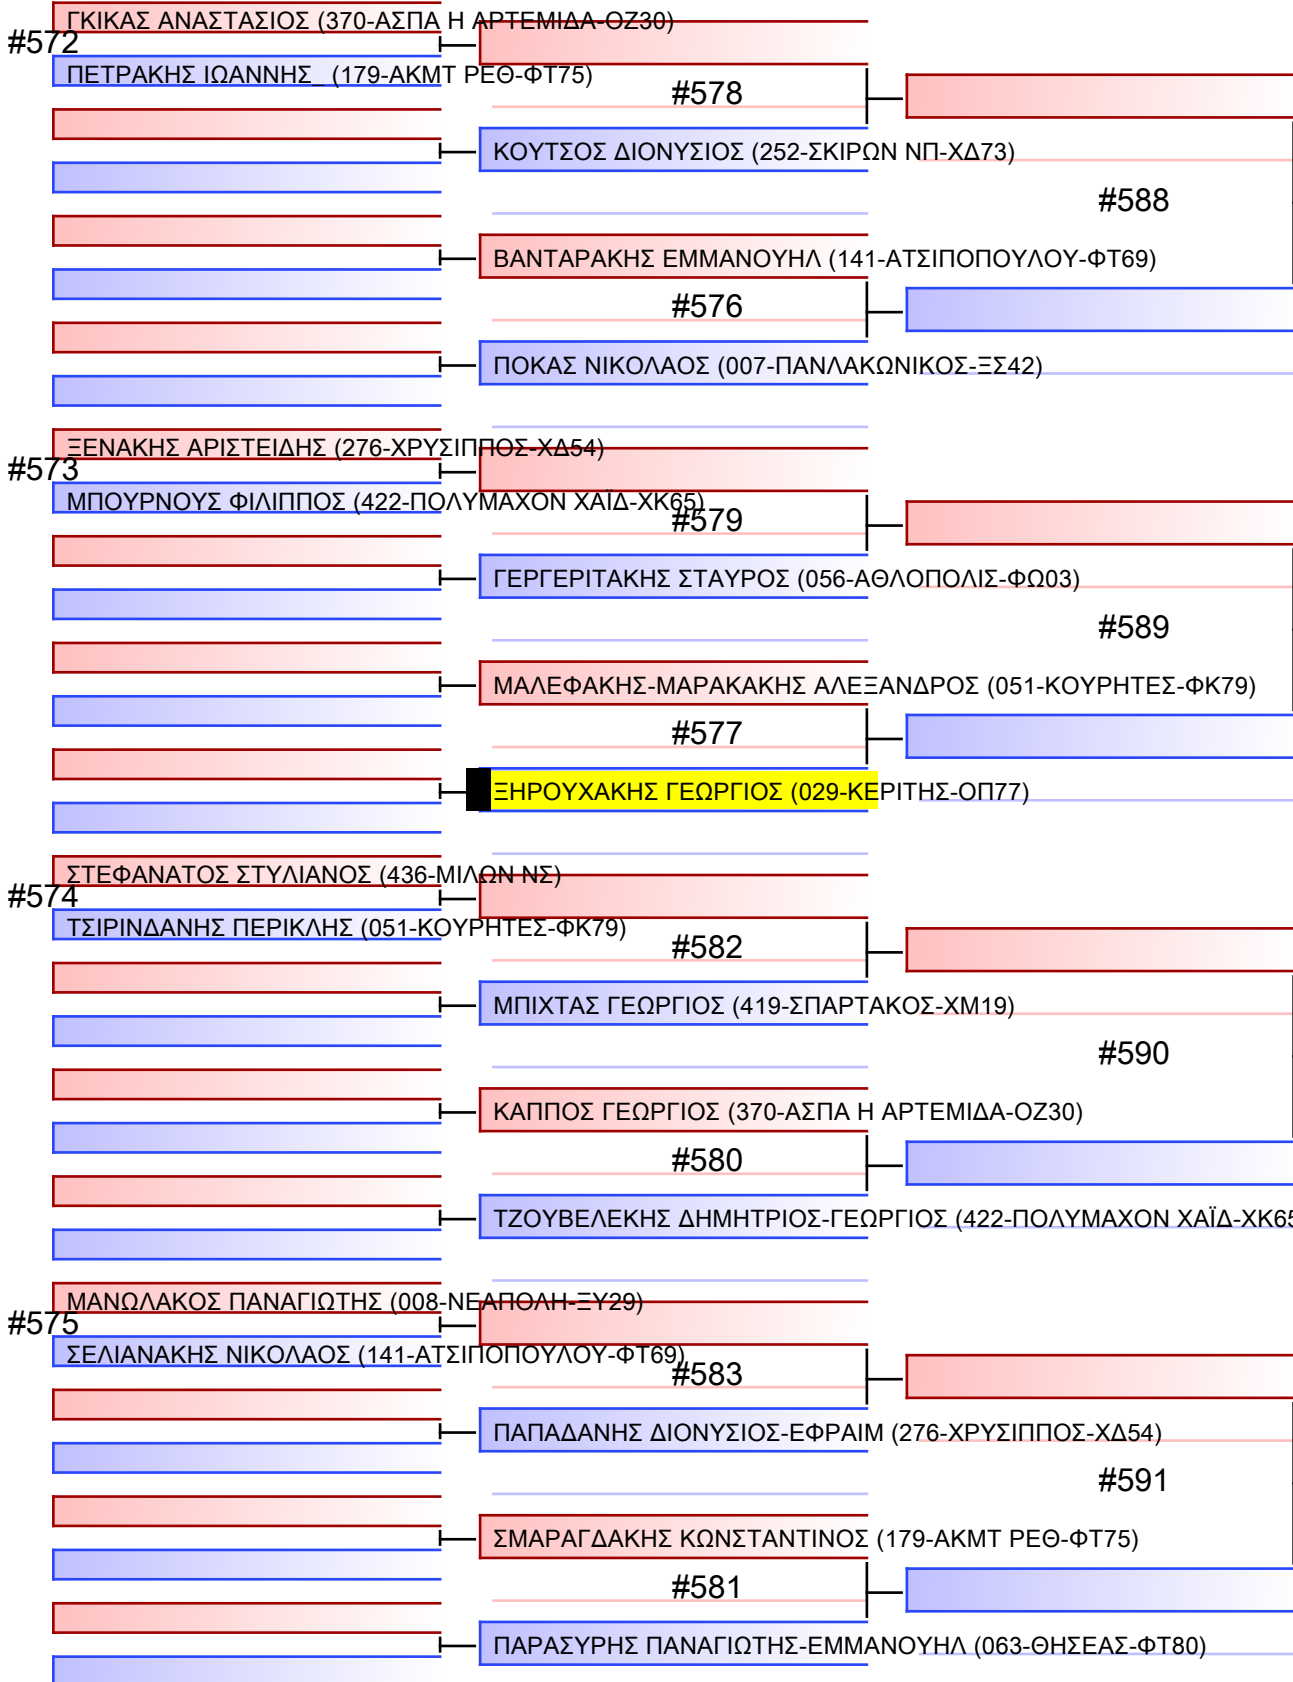 ΓΚΙΚΑΣ ΑΝΑΣΤΑΣΙΟΣ (370-ΑΣΠΑ Η ΑΡΤΕΜΙΔΑ-ΟΖ30)
#572
ΠΕΤΡΑΚΗΣ ΙΩΑΝΝΗΣ_ (179-ΑΚΜΤ ΡΕΘ-ΦΤ75)
#578
ΚΟΥΤΣΟΣ ΔΙΟΝΥΣΙΟΣ (252-ΣΚΙΡΩΝ ΝΠ-ΧΔ73)
#588
ΒΑΝΤΑΡΑΚΗΣ ΕΜΜΑΝΟΥΗΛ (141-ΑΤΣΙΠΟΠΟΥΛΟΥ-ΦΤ69)
#576
ΠΟΚΑΣ ΝΙΚΟΛΑΟΣ (007-ΠΑΝΛΑΚΩΝΙΚΟΣ-ΞΣ42)
ΞΕΝΑΚΗΣ ΑΡΙΣΤΕΙΔΗΣ (276-ΧΡΥΣΙΠΠΟΣ-ΧΔ54)
#573
ΜΠΟΥΡΝΟΥΣ ΦΙΛΙΠΠΟΣ (422-ΠΟΛΥΜΑΧΟΝ ΧΑΪΔ-ΧΚ65)
#579
ΓΕΡΓΕΡΙΤΑΚΗΣ ΣΤΑΥΡΟΣ (056-ΑΘΛΟΠΟΛΙΣ-ΦΩ03)
#589
ΜΑΛΕΦΑΚΗΣ-ΜΑΡΑΚΑΚΗΣ ΑΛΕΞΑΝΔΡΟΣ (051-ΚΟΥΡΗΤΕΣ-ΦΚ79)
#577
ΞΗΡΟΥΧΑΚΗΣ ΓΕΩΡΓΙΟΣ (029-ΚΕΡΙΤΗΣ-ΟΠ77)
ΣΤΕΦΑΝΑΤΟΣ ΣΤΥΛΙΑΝΟΣ (436-ΜΙΛΩΝ ΝΣ)
#574
ΤΣΙΡΙΝΔΑΝΗΣ ΠΕΡΙΚΛΗΣ (051-ΚΟΥΡΗΤΕΣ-ΦΚ79)
#582
ΜΠΙΧΤΑΣ ΓΕΩΡΓΙΟΣ (419-ΣΠΑΡΤΑΚΟΣ-ΧΜ19)
#590
ΚΑΠΠΟΣ ΓΕΩΡΓΙΟΣ (370-ΑΣΠΑ Η ΑΡΤΕΜΙΔΑ-ΟΖ30)
#580
ΤΖΟΥΒΕΛΕΚΗΣ ΔΗΜΗΤΡΙΟΣ-ΓΕΩΡΓΙΟΣ (422-ΠΟΛΥΜΑΧΟΝ ΧΑΪΔ-ΧΚ65
ΜΑΝΩΛΑΚΟΣ ΠΑΝΑΓΙΩΤΗΣ (008-ΝΕΑΠΟΛΗ-ΞΥ29)
#575
ΣΕΛΙΑΝΑΚΗΣ ΝΙΚΟΛΑΟΣ (141-ΑΤΣΙΠΟΠΟΥΛΟΥ-ΦΤ69)
#583
ΠΑΠΑΔΑΝΗΣ ΔΙΟΝΥΣΙΟΣ-ΕΦΡΑΙΜ (276-ΧΡΥΣΙΠΠΟΣ-ΧΔ54)
#591
ΣΜΑΡΑΓΔΑΚΗΣ ΚΩΝΣΤΑΝΤΙΝΟΣ (179-ΑΚΜΤ ΡΕΘ-ΦΤ75)
#581
ΠΑΡΑΣΥΡΗΣ ΠΑΝΑΓΙΩΤΗΣ-ΕΜΜΑΝΟΥΗΛ (063-ΘΗΣΕΑΣ-ΦΤ80)